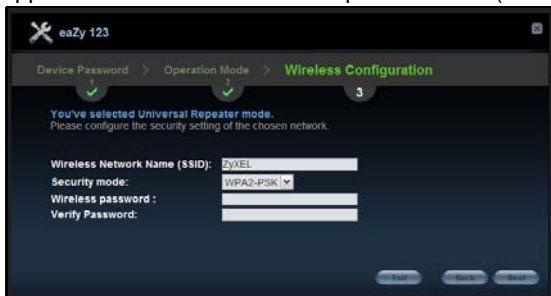 eaZy 123
Device Password > Operation Mode > Wireless Configuration
1 2 3
You've selected Universal Repeater mode.
Please configure the security setting of the chosen network.
Wireless Network Name (SSID): ZyXEL
Security mode: WPA2-PSK
Wireless password :
Verify Password:
Exit Back Next